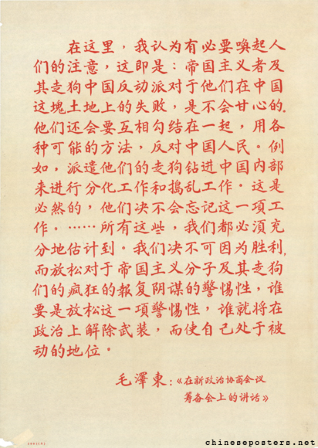 在这里，我认为有必要唤起人
们的注意，这即是：帝国主义者及
其走狗中国反动派对于他们在中国
这块土地上的失败，是不会甘心的。
他们还会要互相勾结在一起，用各
种可能的方法，反对中国人民。例
如，派遣他们的走狗钻进中国内部
来进行分化工作和捣乱工作。这是
必然的，他们决不会忘记这一项工
作。……所有这些，我们都必须充
分地估计到。我们决不可因为胜利，
而放松对于帝国主义分子及其走狗
们的疯狂的报复阴谋的警惕性，谁
要是放松这一项警惕性，谁就将在
政治上解除武装，而使自己处于被
动的地位。
毛澤東：《在新政治协商会议
筹备会上的讲话》
chineseposters.net